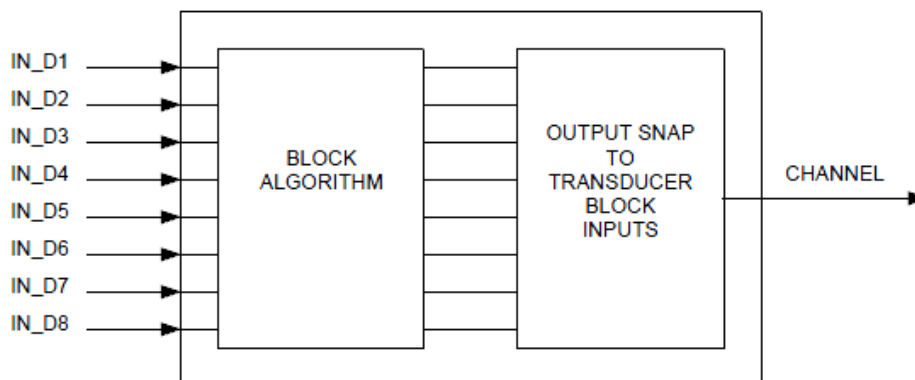 IN_D1
IN_D2
IN_D3
IN_D4
IN_D5
IN_D6
IN_D7
IN_D8
BLOCK
ALGORITHM
OUTPUT SNAP
TO
TRANSDUCER
BLOCK
INPUTS
CHANNEL